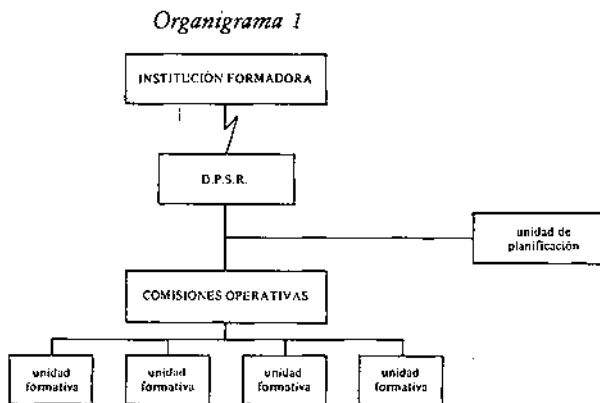 Organigrama 1
INSTITUCIÓN FORMADORA
D.P.S.R.
unidad de
planificación
COMISIONES OPERATIVAS
unidad
formativa
unidad
formativa
unidad
formativa
unidad
formativa